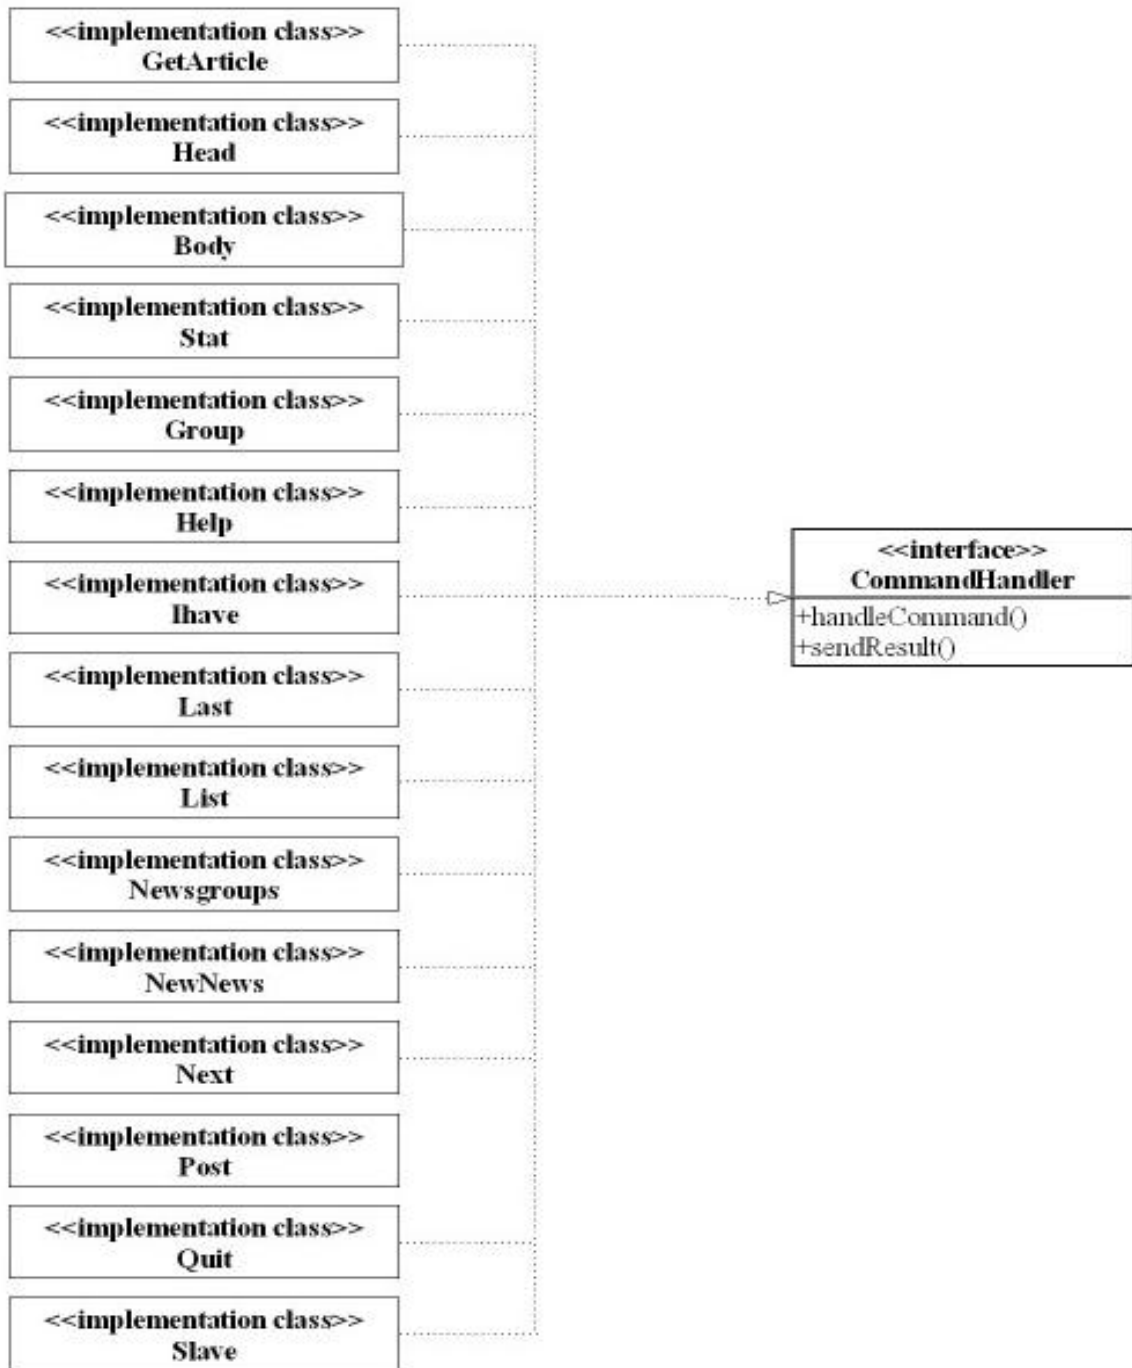 <<implementation class>>
GetArticle
<<implementation class>>
Head
<<implementation class>>
Body
<<implementation class>>
Stat
<<implementation class>>
Group
<<implementation class>>
Help
<<implementation class>>
Ihave
<<implementation class>>
Last
<<implementation class>>
List
<<implementation class>>
Newsgroups
<<implementation class>>
NewNews
<<implementation class>>
Next
<<implementation class>>
Post
<<implementation class>>
Quit
<<implementation class>>
Slave
<<interface>>
CommandHandler
+handleCommand()
+sendResult()